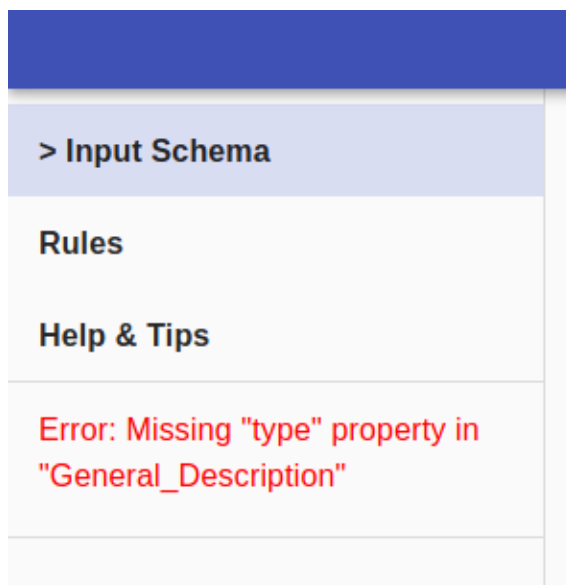 > Input Schema
Rules
Help & Tips
Error: Missing "type" property in
"General_Description"